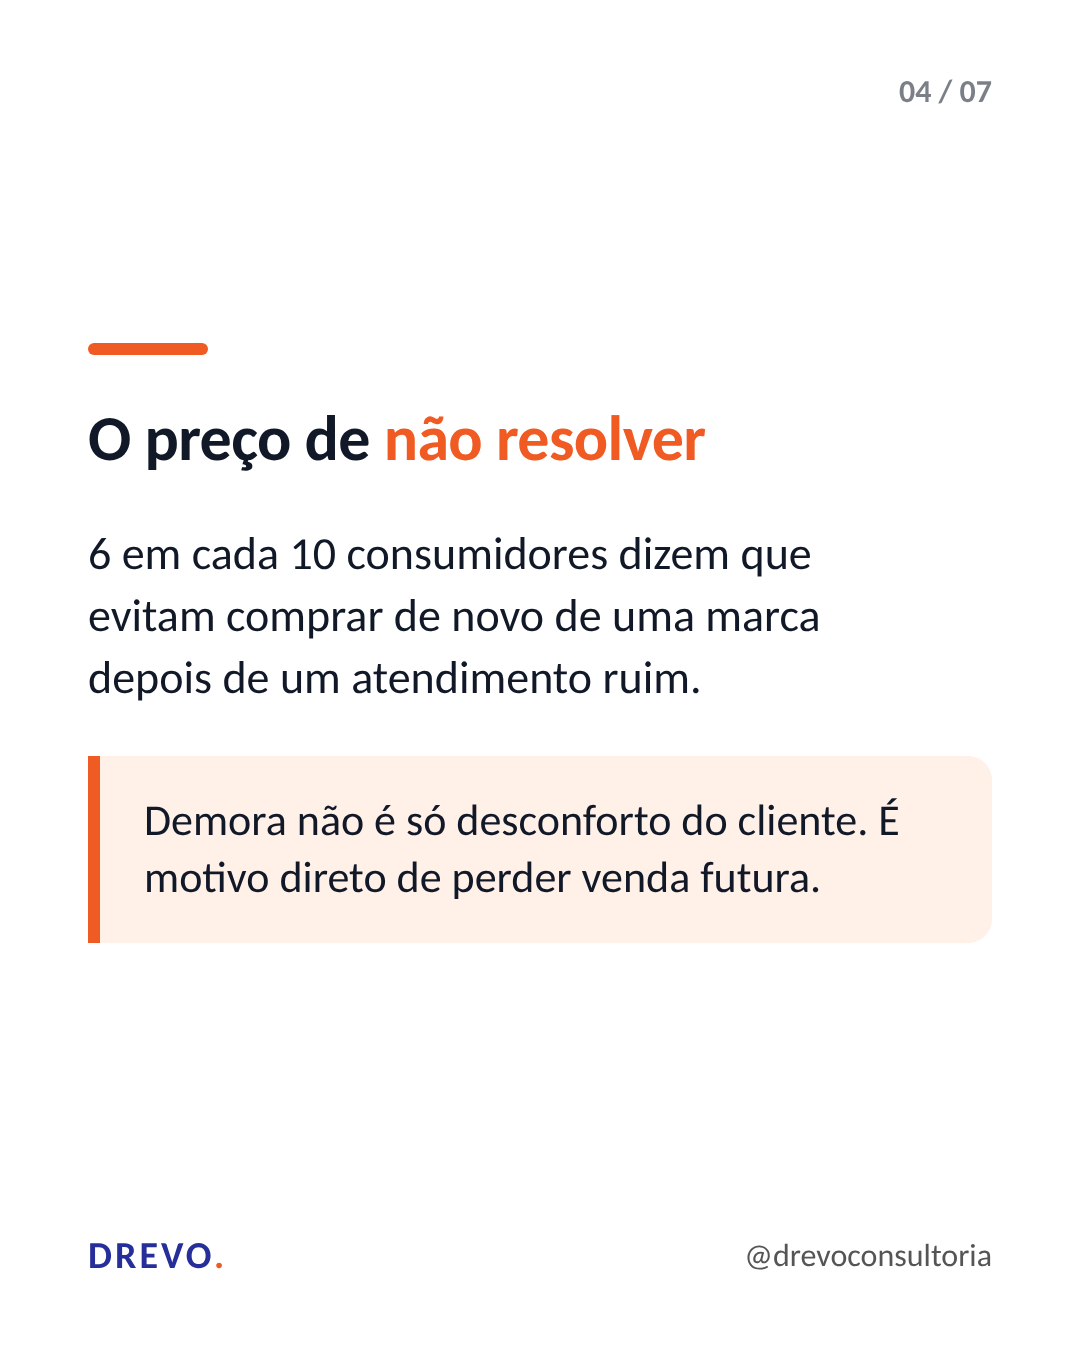 04 / 07
O preço de não resolver
6 em cada 10 consumidores dizem que
evitam comprar de novo de uma marca
depois de um atendimento ruim.
Demora não é só desconforto do cliente. É
motivo direto de perder venda futura.
DREVO.
@drevoconsultoria